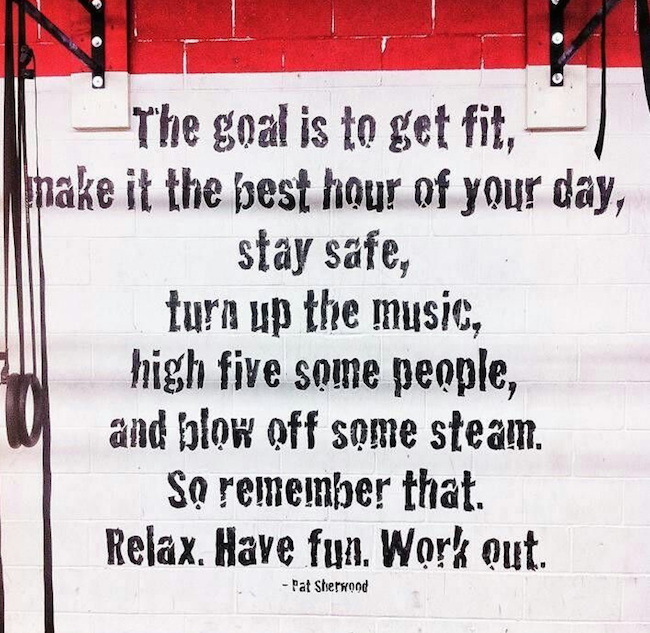 The goal is to get fit,
make it the best hour of your day,
stay safe,
turn up the music,
high five some people,
and blow off some steam.
So remember that.
Relax. Have fun. Work out.
- Pat Sherwood